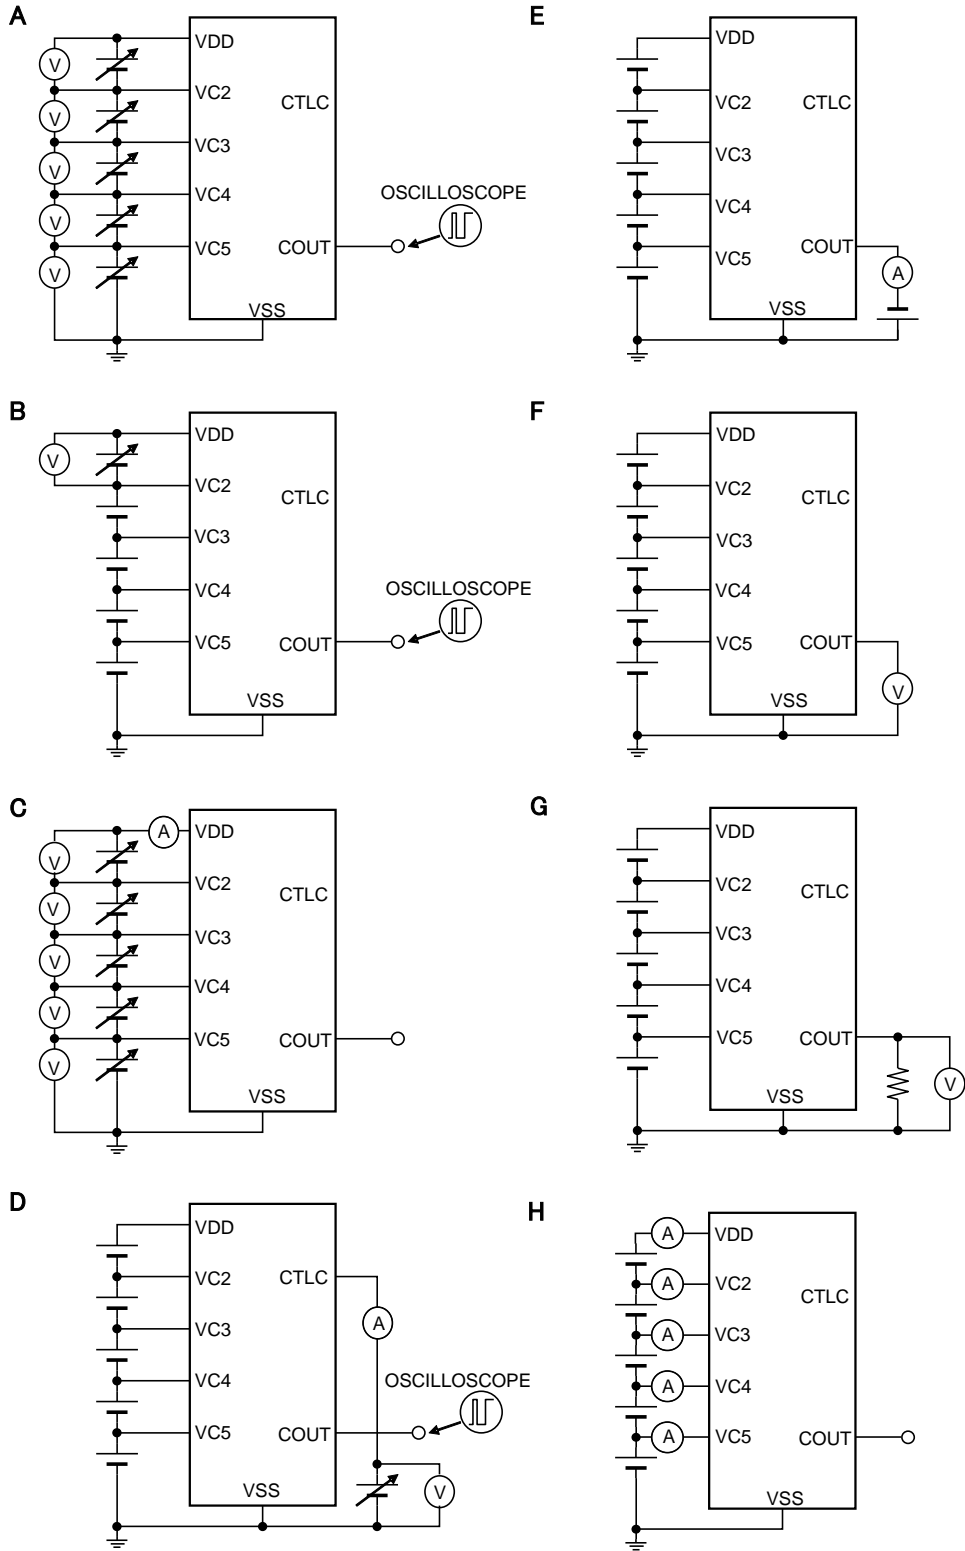 A
VDD
VC2
VC3
VC4
VC5
CTLC
COUT
VSS
V
V
V
V
V
OSCILLOSCOPE
B
VDD
VC2
VC3
VC4
VC5
CTLC
COUT
VSS
V
OSCILLOSCOPE
C
VDD
VC2
VC3
VC4
VC5
CTLC
COUT
VSS
A
V
V
V
V
V
D
VDD
VC2
VC3
VC4
VC5
CTLC
COUT
VSS
A
OSCILLOSCOPE
V
E
VDD
VC2
VC3
VC4
VC5
CTLC
COUT
VSS
A
F
VDD
VC2
VC3
VC4
VC5
CTLC
COUT
VSS
V
G
VDD
VC2
VC3
VC4
VC5
CTLC
COUT
VSS
V
H
A
VDD
A
VC2
A
VC3
A
VC4
A
VC5
CTLC
COUT
VSS